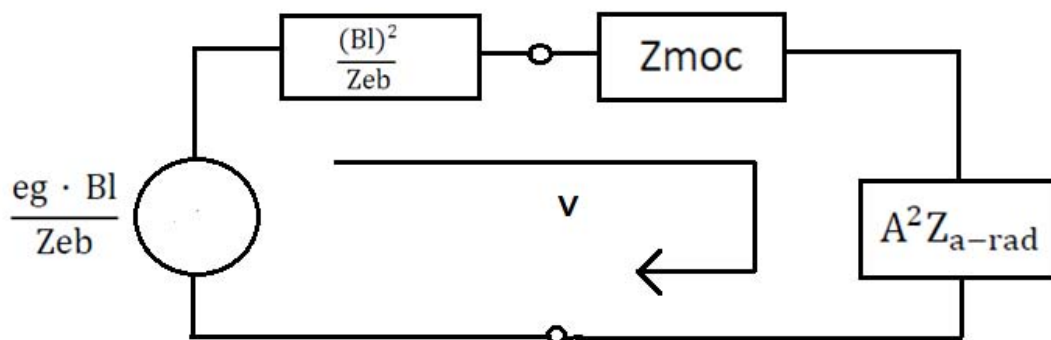 (Bl)²
Zeb
Zmoc
eg · Bl
Zeb
v
A²Zₐ₋ᵣₐd